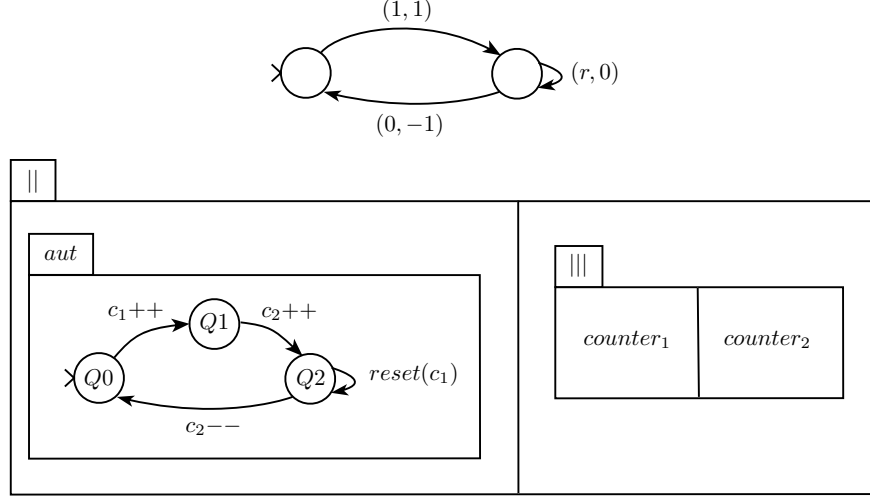 (1, 1)
(r, 0)
(0, −1)
||
aut
|||
c₁++
c₂++
Q1
counter₁
counter₂
Q0
Q2
reset(c₁)
c₂−−